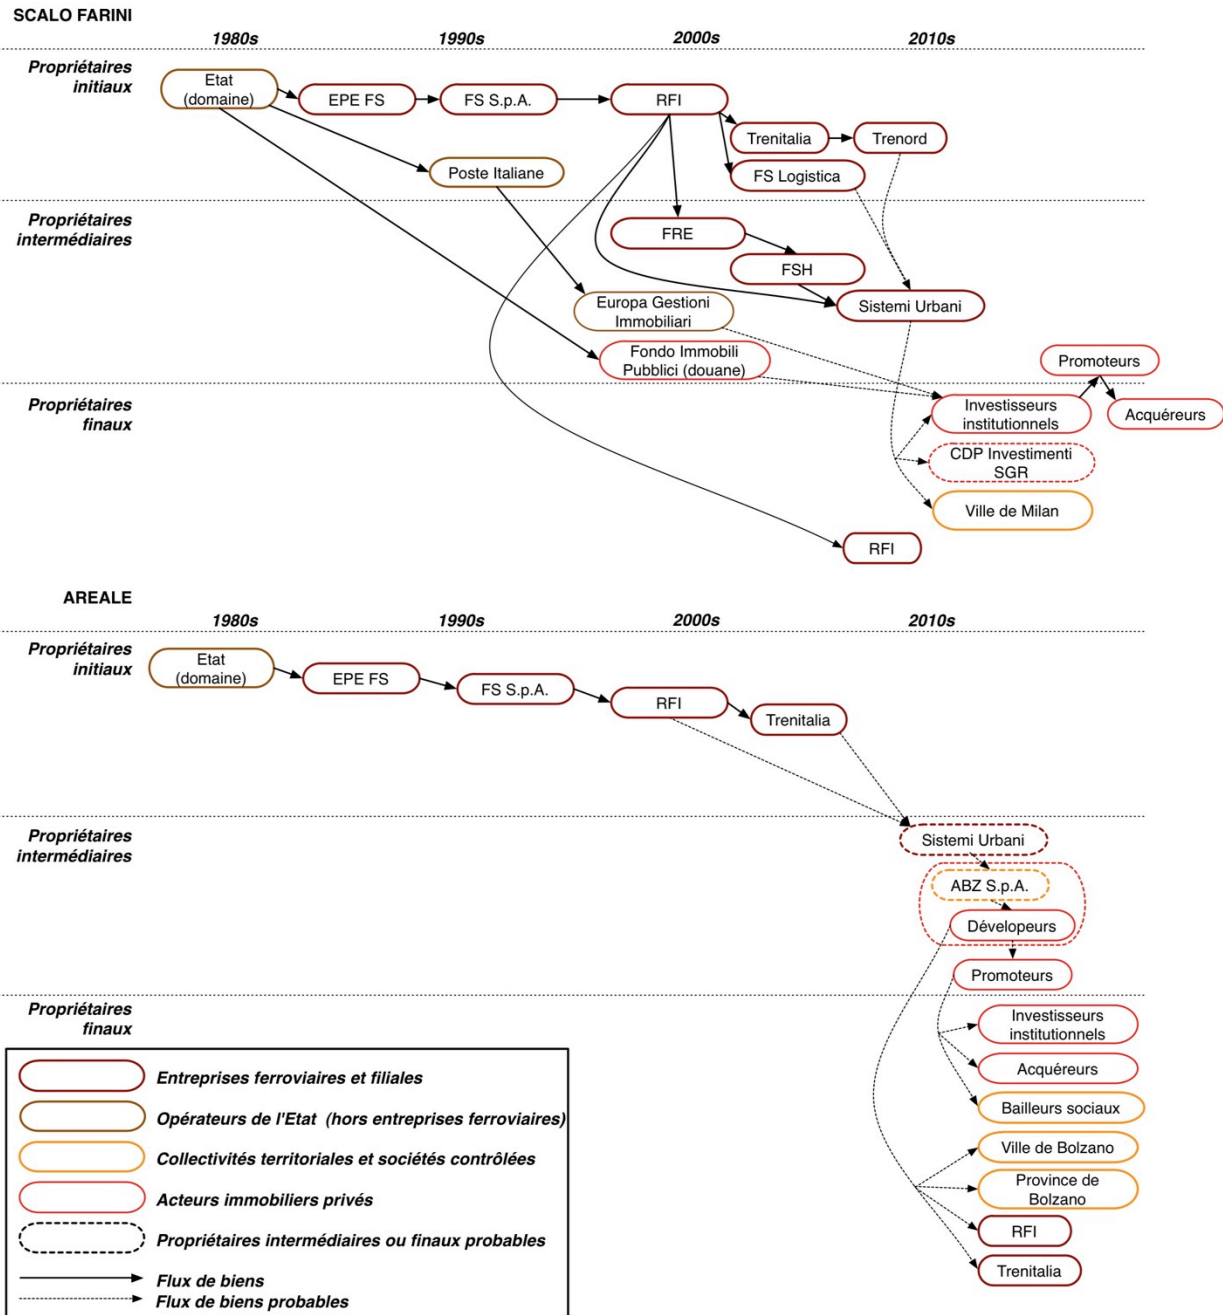 SCALO FARINI
1980s 1990s 2000s 2010s
Propriétaires
initiaux
Etat
(domaine)
EPE FS
FS S.p.A.
RFI
Trenitalia
Trenord
Poste Italiane
FS Logistica
Propriétaires
intermédiaires
FRE
FSH
Europa Gestioni
Immobiliari
Sistemi Urbani
Fondo Immobili
Pubblici (douane)
Promoteurs
Propriétaires
finaux
Investisseurs
institutionnels
Acquéreurs
CDP Investimenti
SGR
Ville de Milan
RFI
AREALE
1980s 1990s 2000s 2010s
Propriétaires
initiaux
Etat
(domaine)
EPE FS
FS S.p.A.
RFI
Trenitalia
Propriétaires
intermédiaires
Sistemi Urbani
ABZ S.p.A.
Dévelopeurs
Promoteurs
Propriétaires
finaux
Investisseurs
institutionnels
Acquéreurs
Bailleurs sociaux
Ville de Bolzano
Province de
Bolzano
RFI
Trenitalia
Entreprises ferroviaires et filiales
Opérateurs de l'Etat (hors entreprises ferroviaires)
Collectivités territoriales et sociétés contrôlées
Acteurs immobiliers privés
Propriétaires intermédiaires ou finaux probables
Flux de biens
Flux de biens probables